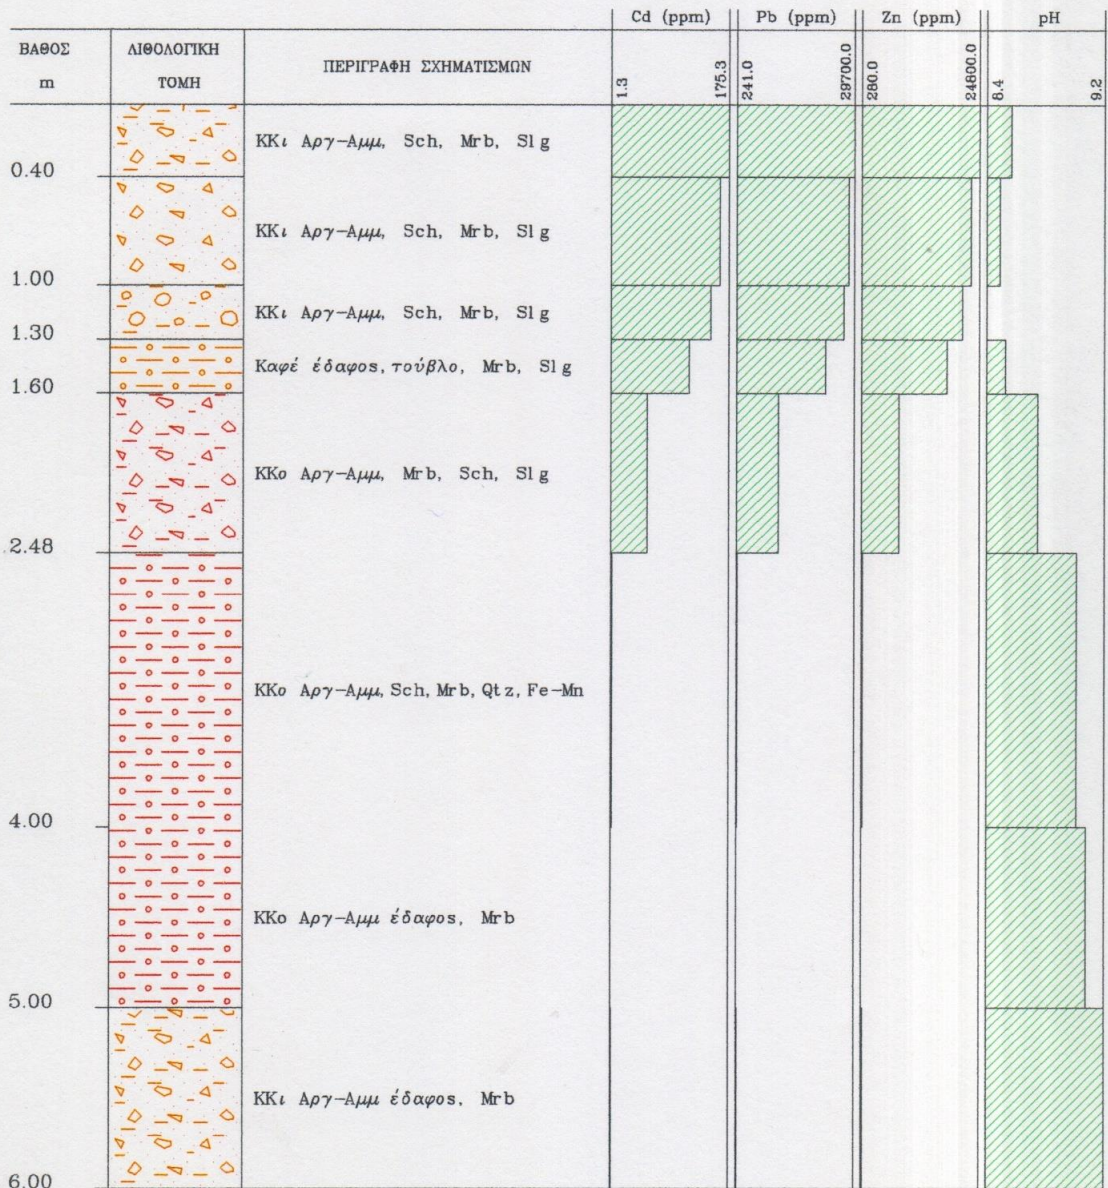 Cd (ppm) Pb (ppm) Zn (ppm) pH
ΒΑΘΟΣ m
ΛΙΘΟΛΟΓΙΚΗ ΤΟΜΗ
ΠΕΡΙΓΡΑΦΗ ΣΧΗΜΑΤΙΣΜΩΝ
1.3 175.3 241.0 29700.0 280.0 24800.0 8.4 9.2
ΚΚι Αργ-Αμμ, Sch, Mrb, Slg
0.40
ΚΚι Αργ-Αμμ, Sch, Mrb, Slg
1.00
ΚΚι Αργ-Αμμ, Sch, Mrb, Slg
1.30
Καφέ έδαφος, τούβλο, Mrb, Slg
1.60
ΚΚο Αργ-Αμμ, Mrb, Sch, Slg
2.48
ΚΚο Αργ-Αμμ, Sch, Mrb, Qtz, Fe-Mn
4.00
ΚΚο Αργ-Αμμ έδαφος, Mrb
5.00
ΚΚι Αργ-Αμμ έδαφος, Mrb
6.00